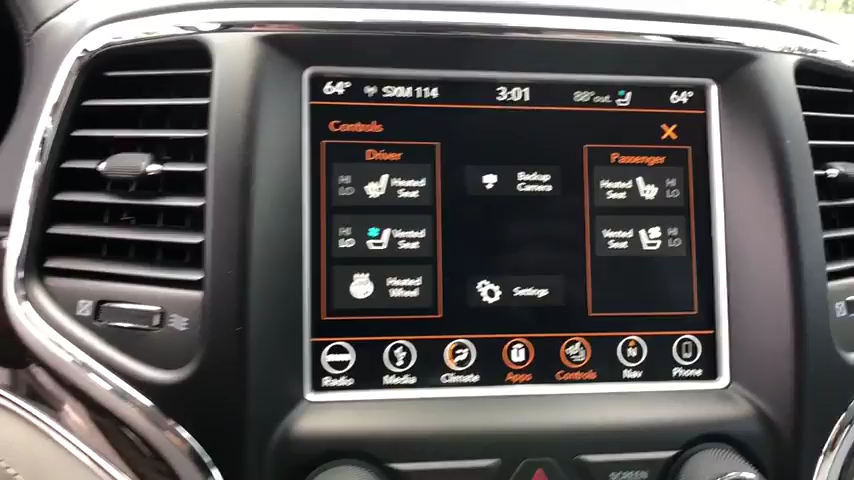 64° SXM 114 3:01 88°out. 64°
Controls X
Driver
HI
LO
Heated
Seat
HI
LO
Vented
Seat
Heated
Wheel
Backup
Camera
Settings
Passenger
Heated
Seat
HI
LO
Vented
Seat
HI
LO
Radio Media Climate Apps Controls N Nav Phone
SCREEN